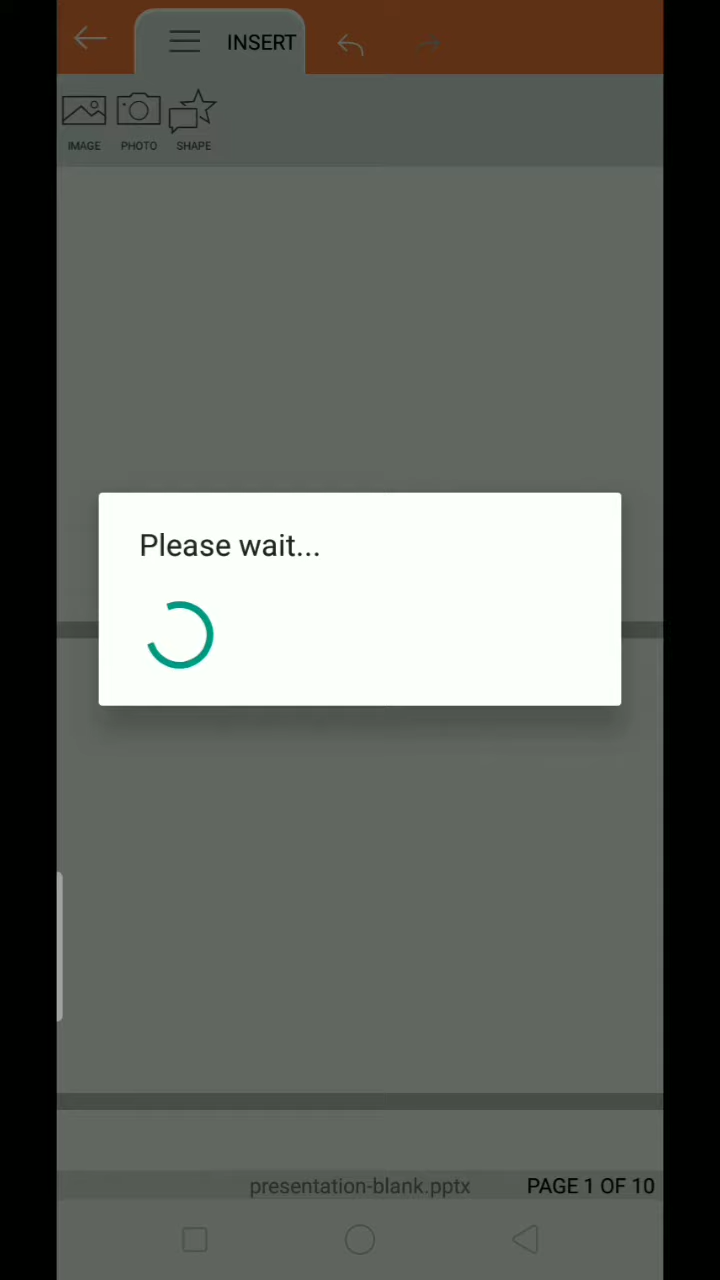 INSERT
IMAGE PHOTO SHAPE
Please wait...
presentation-blank.pptx PAGE 1 OF 10